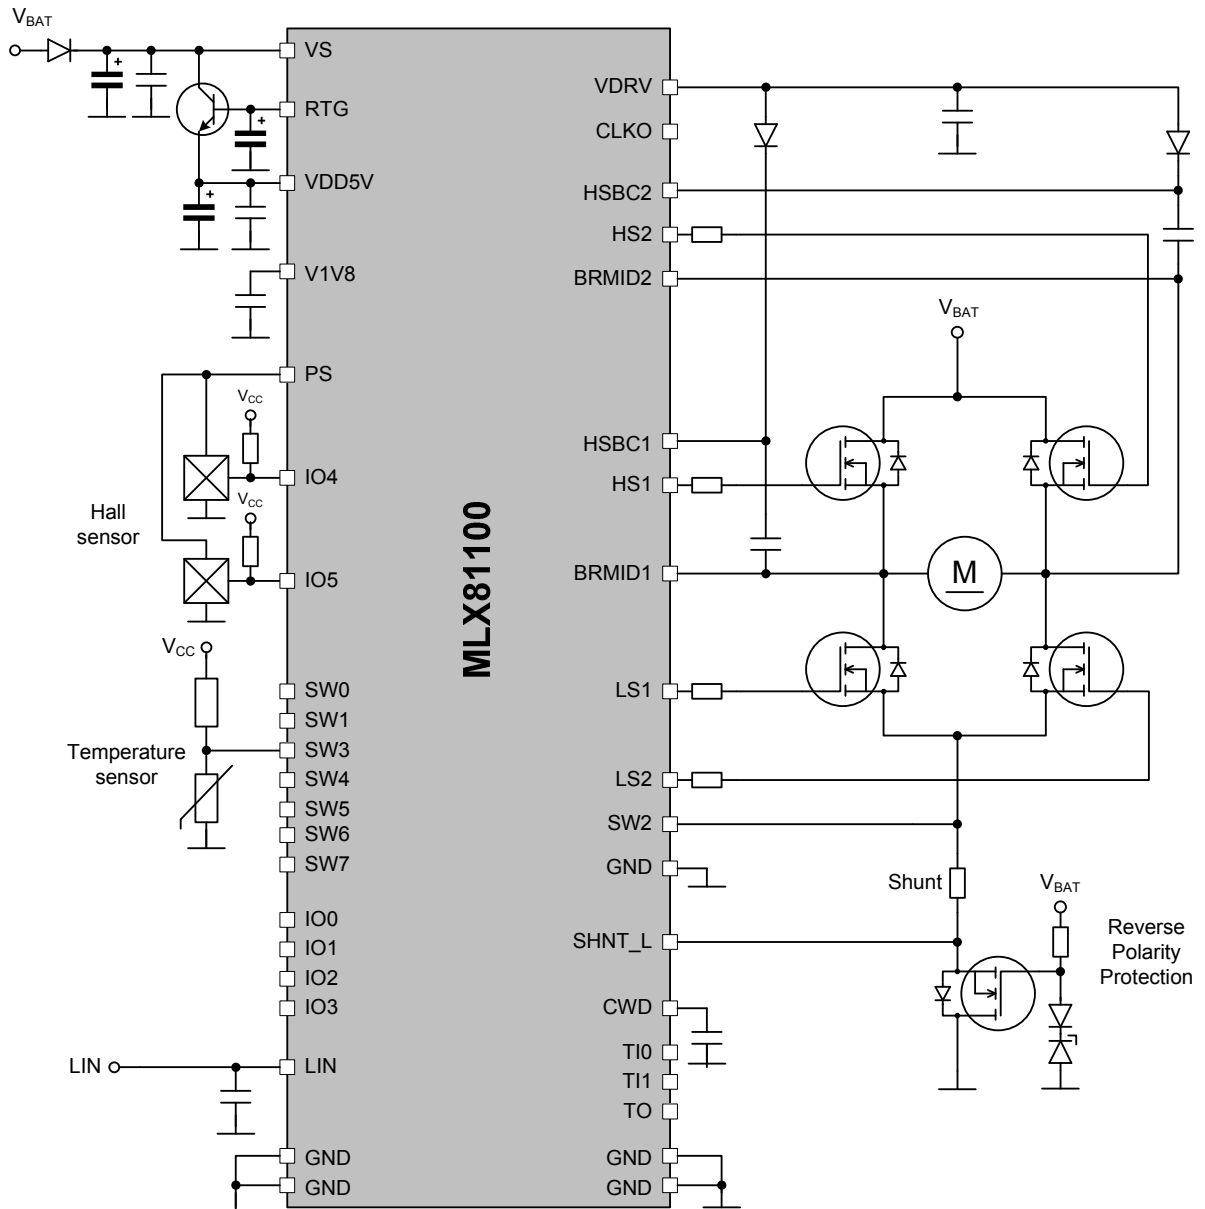 VBAT
VS
RTG
VDD5V
V1V8
PS
VCC
IO4
VCC
Hall
sensor
IO5
VCC
SW0
SW1
Temperature
sensor
SW3
SW4
SW5
SW6
SW7
IO0
IO1
IO2
IO3
LIN
LIN
GND
GND
MLX81100
VDRV
CLKO
HSBC2
HS2
BRMID2
VBAT
HSBC1
HS1
BRMID1
M
LS1
LS2
SW2
GND
Shunt
VBAT
SHNT_L
Reverse
Polarity
Protection
CWD
TI0
TI1
TO
GND
GND
+
+
+